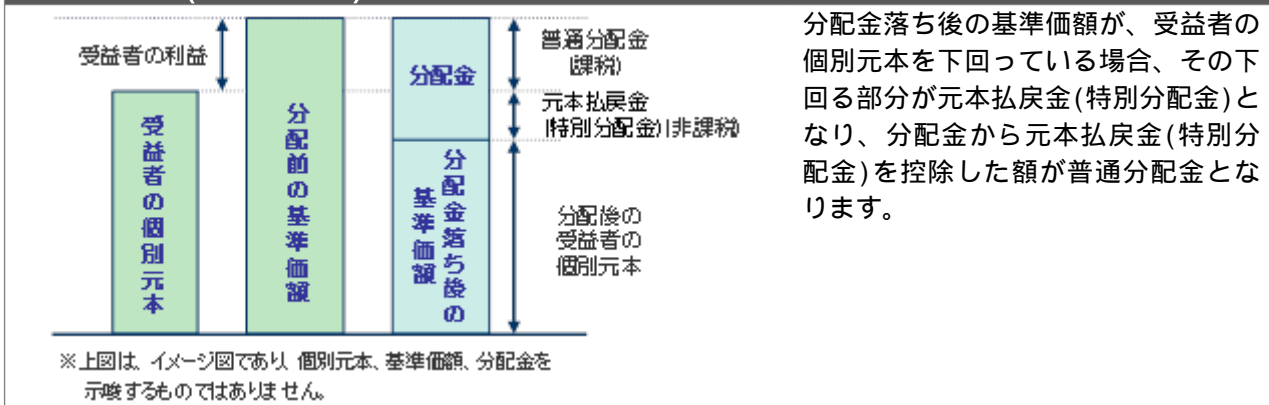 受益者の利益
受益者の個別元本
分配前の基準価額
分配金
分配金落ち後の
基準価額
普通分配金
(課税)
元本払戻金
(特別分配金)(非課税)
分配後の
受益者の
個別元本
※上図は、イメージ図であり、個別元本、基準価額、分配金を
示唆するものではありません。
分配金落ち後の基準価額が、受益者の
個別元本を下回っている場合、その下
回る部分が元本払戻金(特別分配金)と
なり、分配金から元本払戻金(特別分
配金)を控除した額が普通分配金とな
ります。